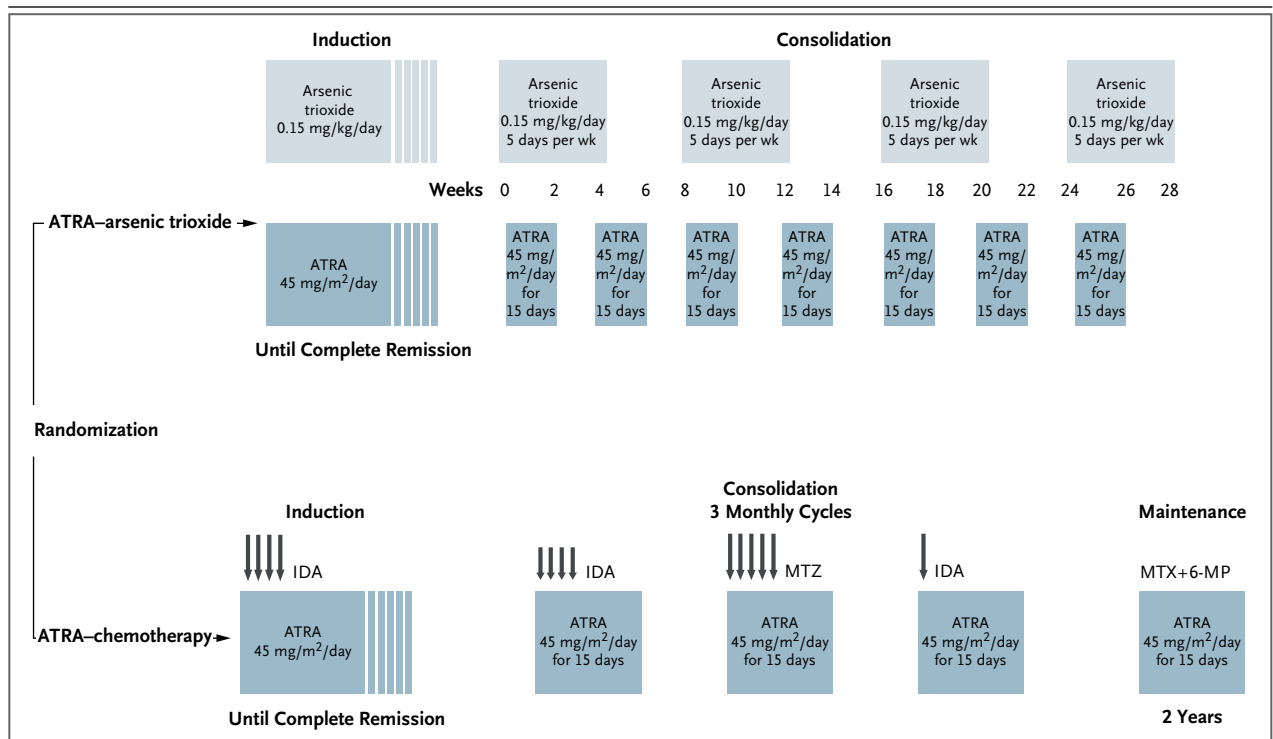 Induction
Consolidation
Arsenic
trioxide
0.15 mg/kg/day
Arsenic
trioxide
0.15 mg/kg/day
5 days per wk
Arsenic
trioxide
0.15 mg/kg/day
5 days per wk
Arsenic
trioxide
0.15 mg/kg/day
5 days per wk
Arsenic
trioxide
0.15 mg/kg/day
5 days per wk
Weeks 0 2 4 6 8 10 12 14 16 18 20 22 24 26 28
ATRA–arsenic trioxide
ATRA
45 mg/m²/day
ATRA
45 mg/
m²/day
for
15 days
ATRA
45 mg/
m²/day
for
15 days
ATRA
45 mg/
m²/day
for
15 days
ATRA
45 mg/
m²/day
for
15 days
ATRA
45 mg/
m²/day
for
15 days
ATRA
45 mg/
m²/day
for
15 days
ATRA
45 mg/
m²/day
for
15 days
Until Complete Remission
Randomization
Induction
Consolidation
3 Monthly Cycles
Maintenance
IDA
IDA
MTZ
IDA
MTX+6-MP
ATRA–chemotherapy
ATRA
45 mg/m²/day
ATRA
45 mg/m²/day
for 15 days
ATRA
45 mg/m²/day
for 15 days
ATRA
45 mg/m²/day
for 15 days
ATRA
45 mg/m²/day
for 15 days
Until Complete Remission
2 Years